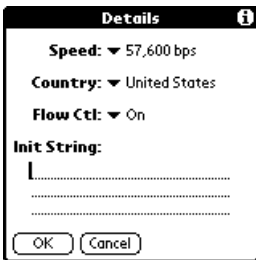 Details
Speed: 57,600 bps
Country: United States
Flow Ctl: On
Init String:
OK Cancel